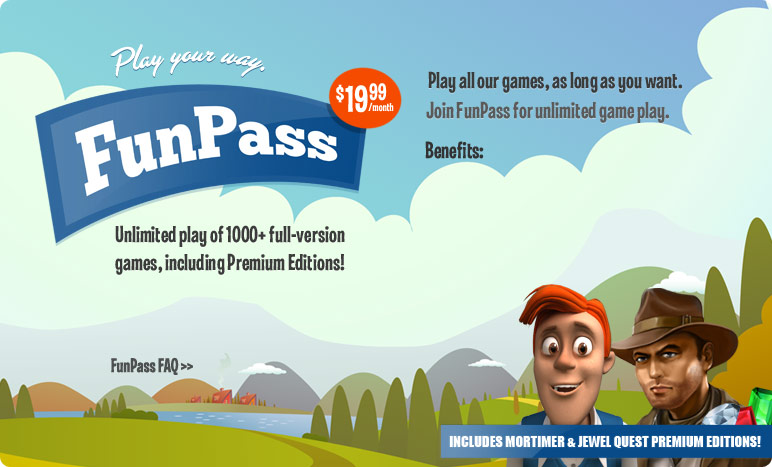 Play your way.
FunPass
$19.99/month
Unlimited play of 1000+ full-version
games, including Premium Editions!
FunPass FAQ >>
Play all our games, as long as you want.
Join FunPass for unlimited game play.
Benefits:
INCLUDES MORTIMER & JEWEL QUEST PREMIUM EDITIONS!